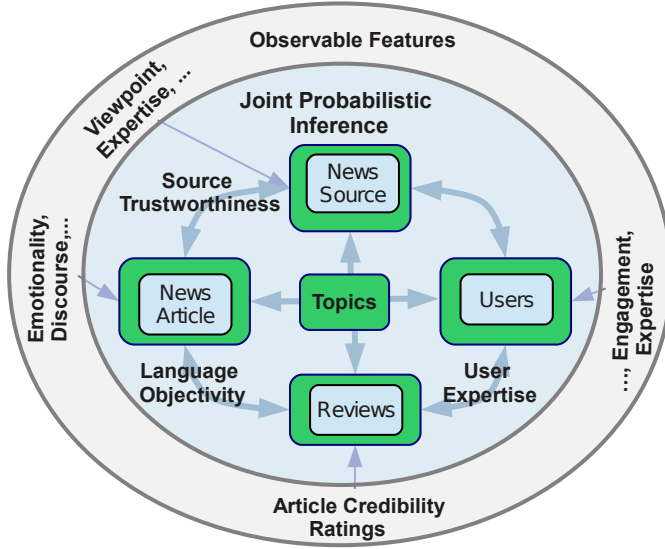 Observable Features
Viewpoint,
Expertise, ...
Joint Probabilistic
Inference
News
Source
Source
Trustworthiness
Emotionality,
Discourse,...
News
Article
Topics
Users
..., Engagement,
Expertise
Language
Objectivity
User
Expertise
Reviews
Article Credibility
Ratings